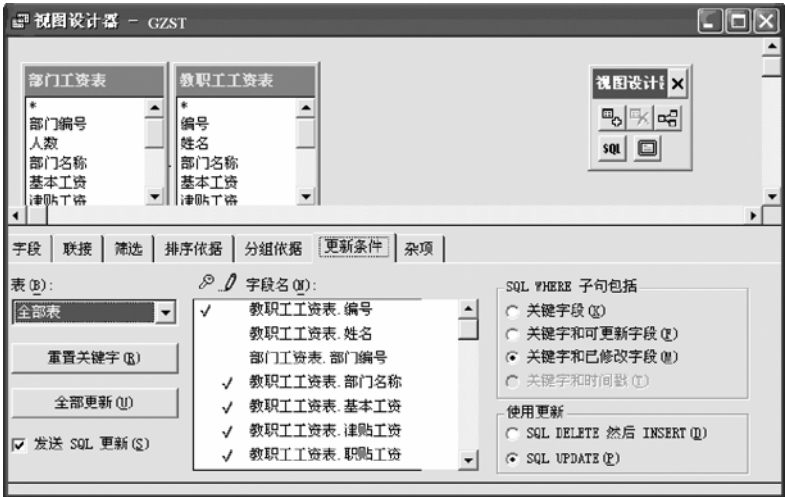 视图设计器 - GZST
部门工资表
*
部门编号
人数
部门名称
基本工资
津贴工资
教职工工资表
*
编号
姓名
部门名称
基本工资
津贴工资
视图设计器
SQL
字段 联接 筛选 排序依据 分组依据 更新条件 杂项
表(B):
全部表
重置关键字(R)
全部更新(U)
发送 SQL 更新(S)
字段名(N):
教职工工资表.编号
教职工工资表.姓名
部门工资表.部门编号
教职工工资表.部门名称
教职工工资表.基本工资
教职工工资表.津贴工资
教职工工资表.职贴工资
SQL WHERE 子句包括
关键字段(K)
关键字和可更新字段(F)
关键字和已修改字段(M)
关键字和时间戳(T)
使用更新
SQL DELETE 然后 INSERT(D)
SQL UPDATE(P)